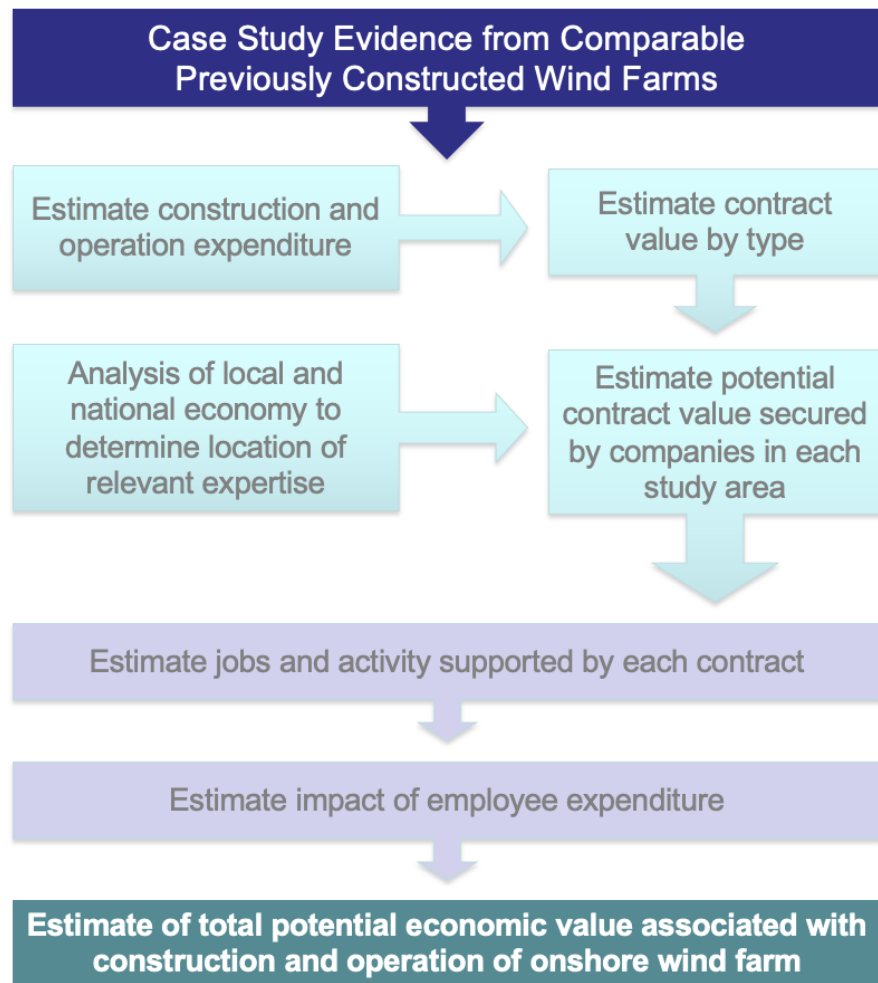 Case Study Evidence from Comparable
Previously Constructed Wind Farms
Estimate construction and
operation expenditure
Estimate contract
value by type
Analysis of local and
national economy to
determine location of
relevant expertise
Estimate potential
contract value secured
by companies in each
study area
Estimate jobs and activity supported by each contract
Estimate impact of employee expenditure
Estimate of total potential economic value associated with
construction and operation of onshore wind farm